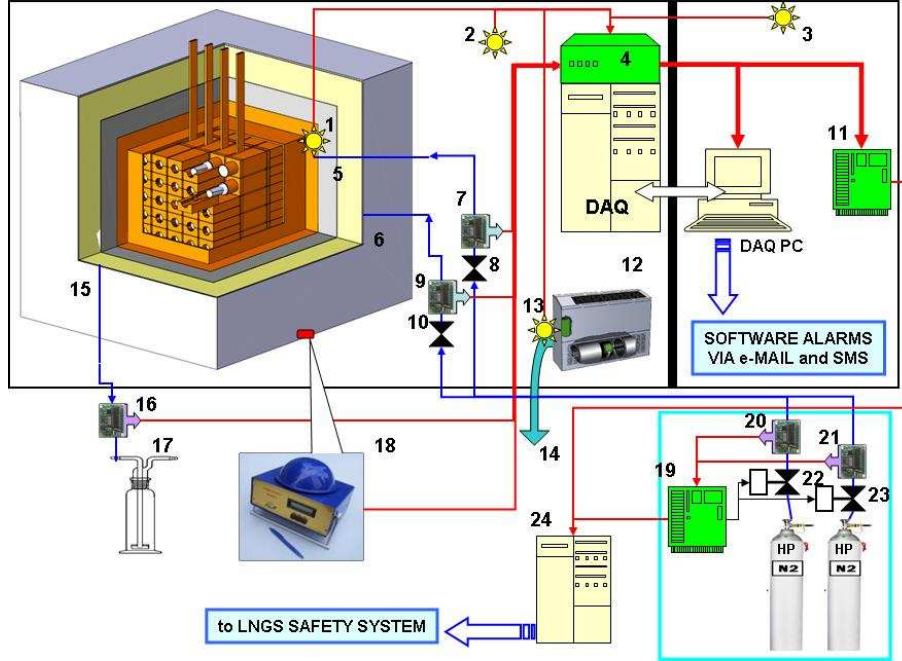 2
3
4
1
11
5
7
DAQ
6
DAQ PC
8
12
9
15
13
10
SOFTWARE ALARMS
VIA e-MAIL and SMS
16
20
14
21
17
18
19
22
23
24
HP
HP
N2
N2
to LNGS SAFETY SYSTEM